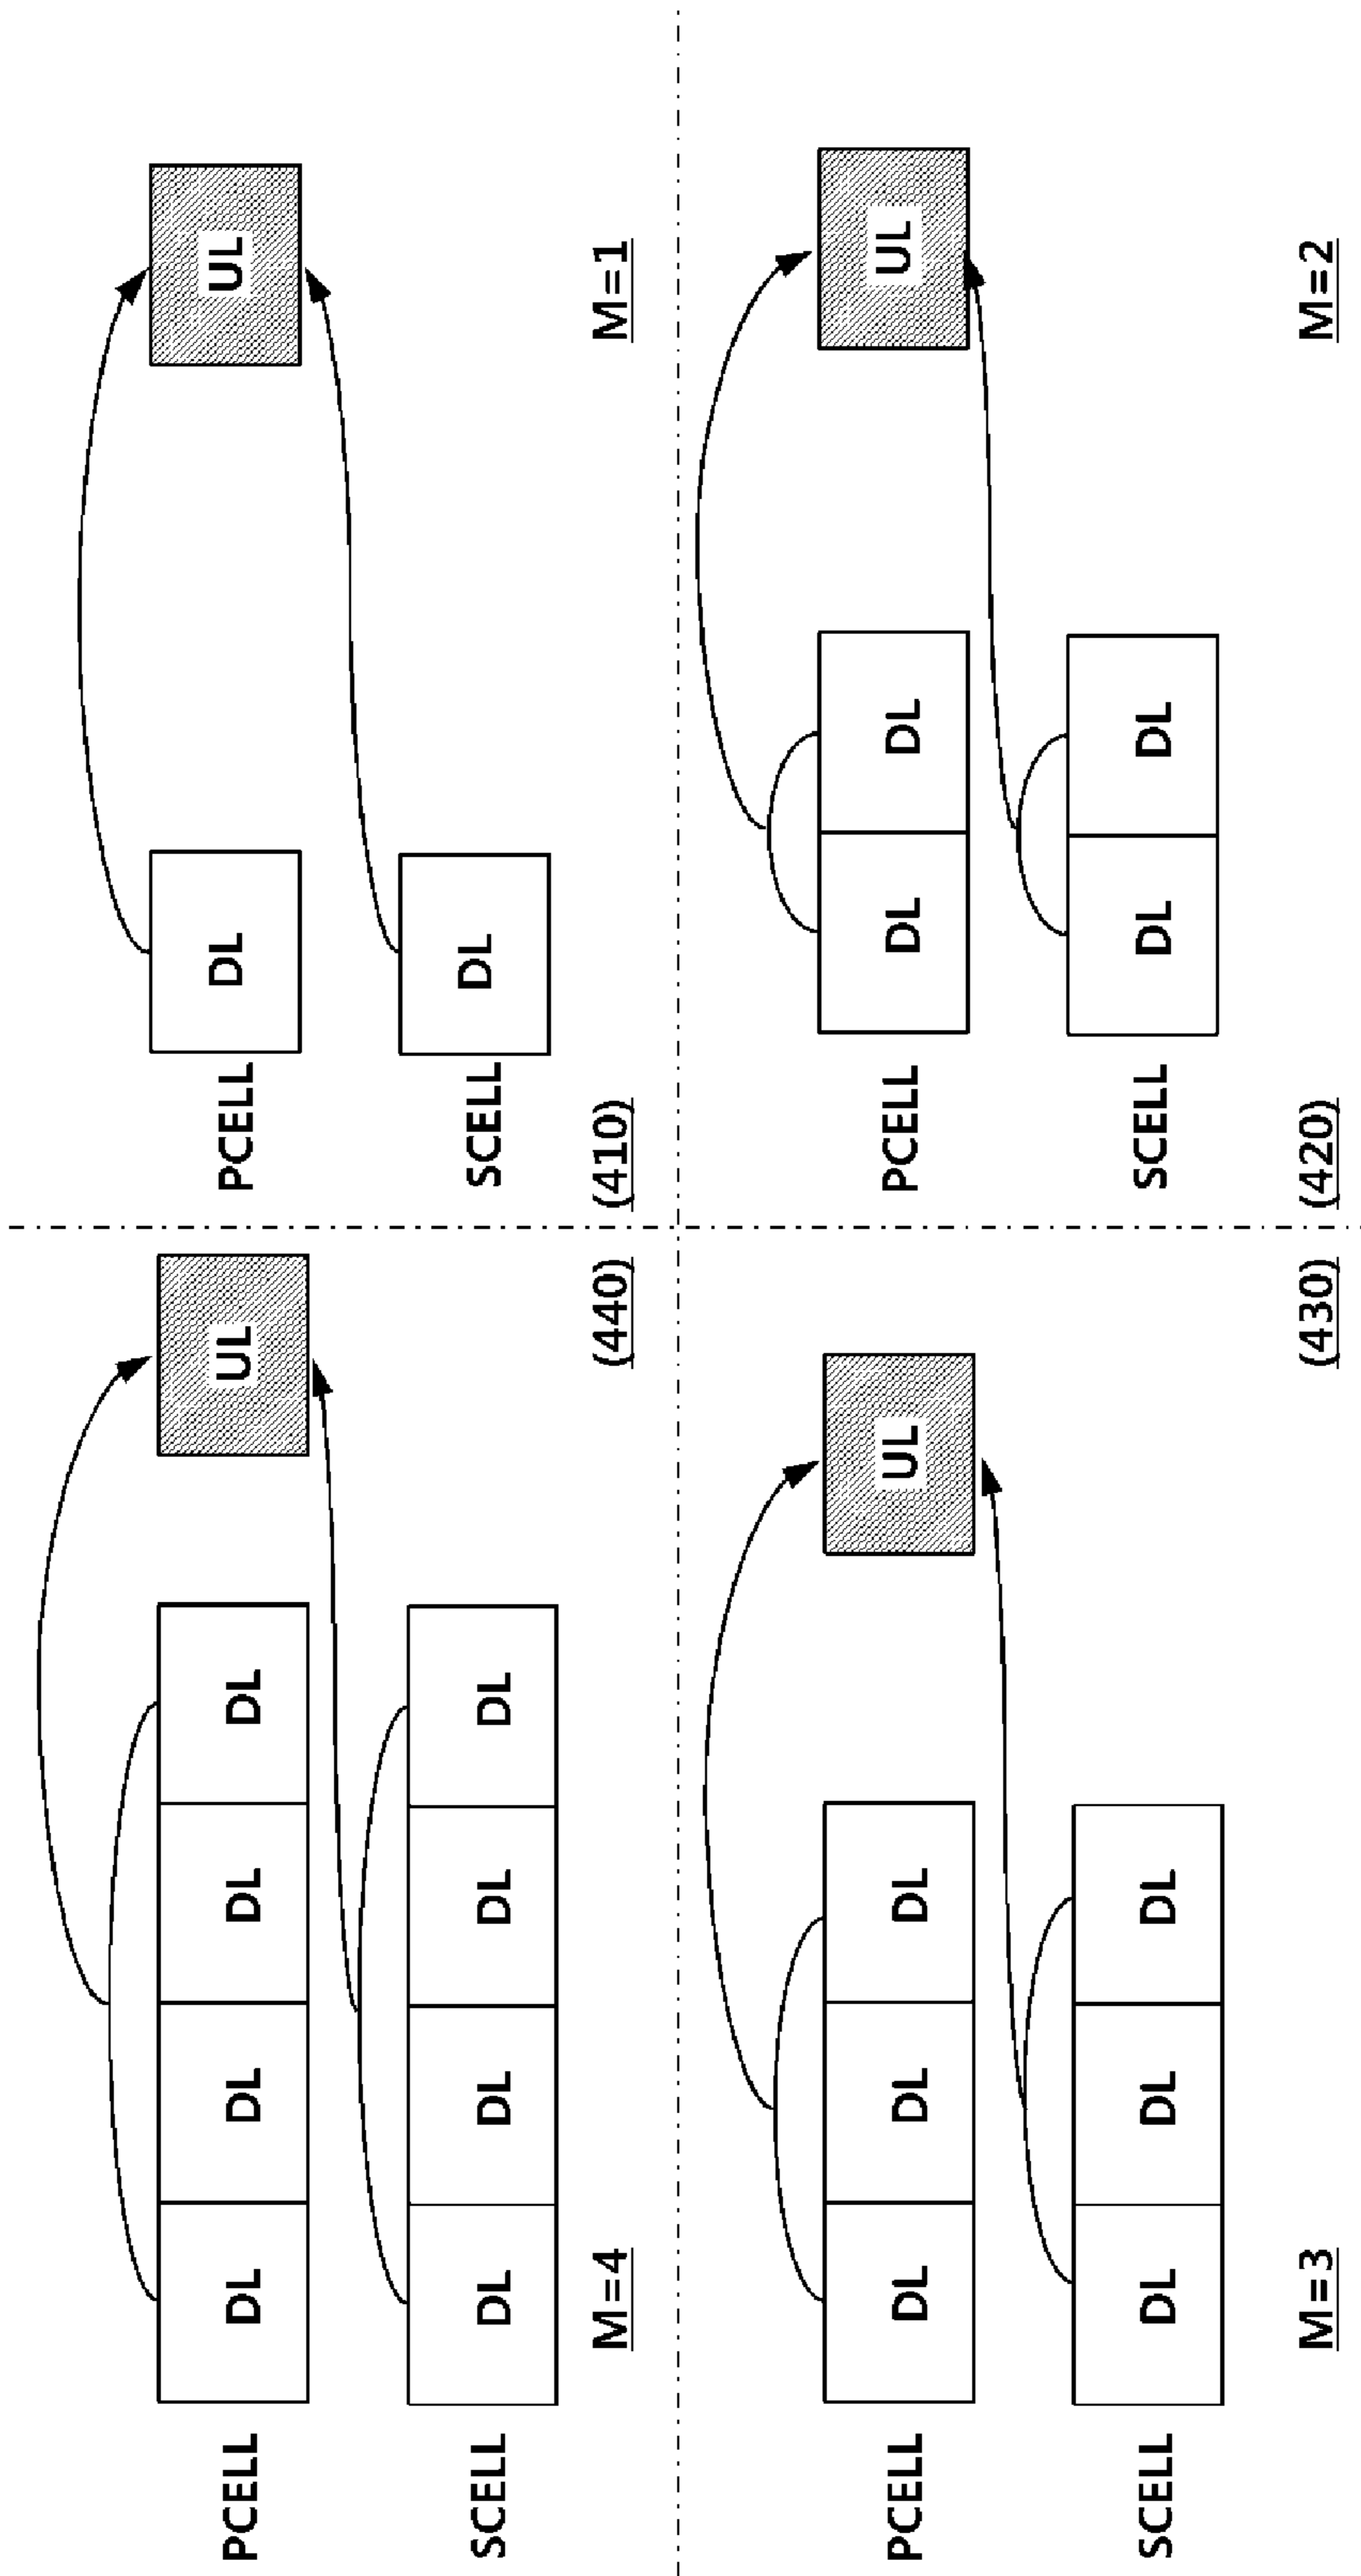 PCELL DL DL DL DL UL
SCELL DL DL DL DL
M=4 (440)
PCELL DL UL
SCELL DL
(410) M=1
PCELL DL DL DL UL
SCELL DL DL DL
M=3 (430)
PCELL DL DL UL
SCELL DL DL
(420) M=2